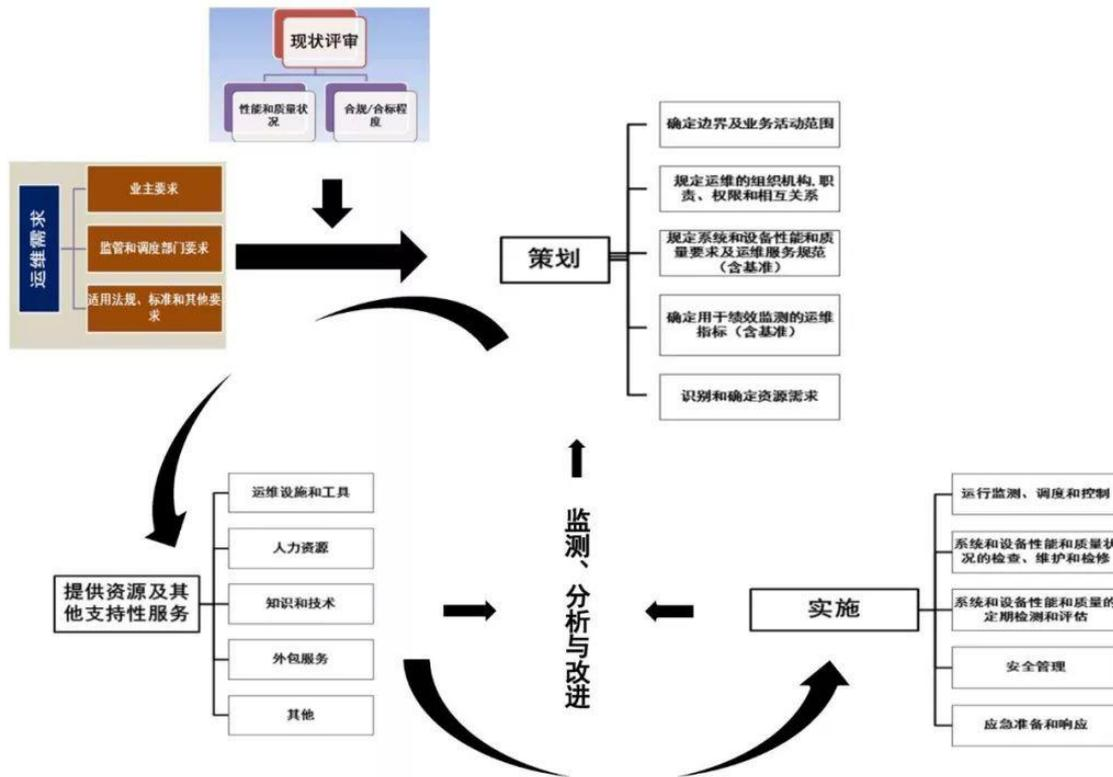 现状评审
性能和质量状
况
合规/合标程
度
运维需求
业主要求
监管和调度部门要求
适用法规、标准和其他要
求
策划
确定边界及业务活动范围
规定运维的组织机构,职
责、权限和相互关系
规定系统和设备性能和质
量要求及运维服务规范
（含基准）
确定用于绩效监测的运维
指标（含基准）
识别和确定资源需求
提供资源及其
他支持性服务
运维设施和工具
人力资源
知识和技术
外包服务
其他
监测、分析与改进
实施
运行监测、调度和控制
系统和设备性能和质量状
况的检查、维护和检修
系统和设备性能和质量的
定期检测和评估
安全管理
应急准备和响应